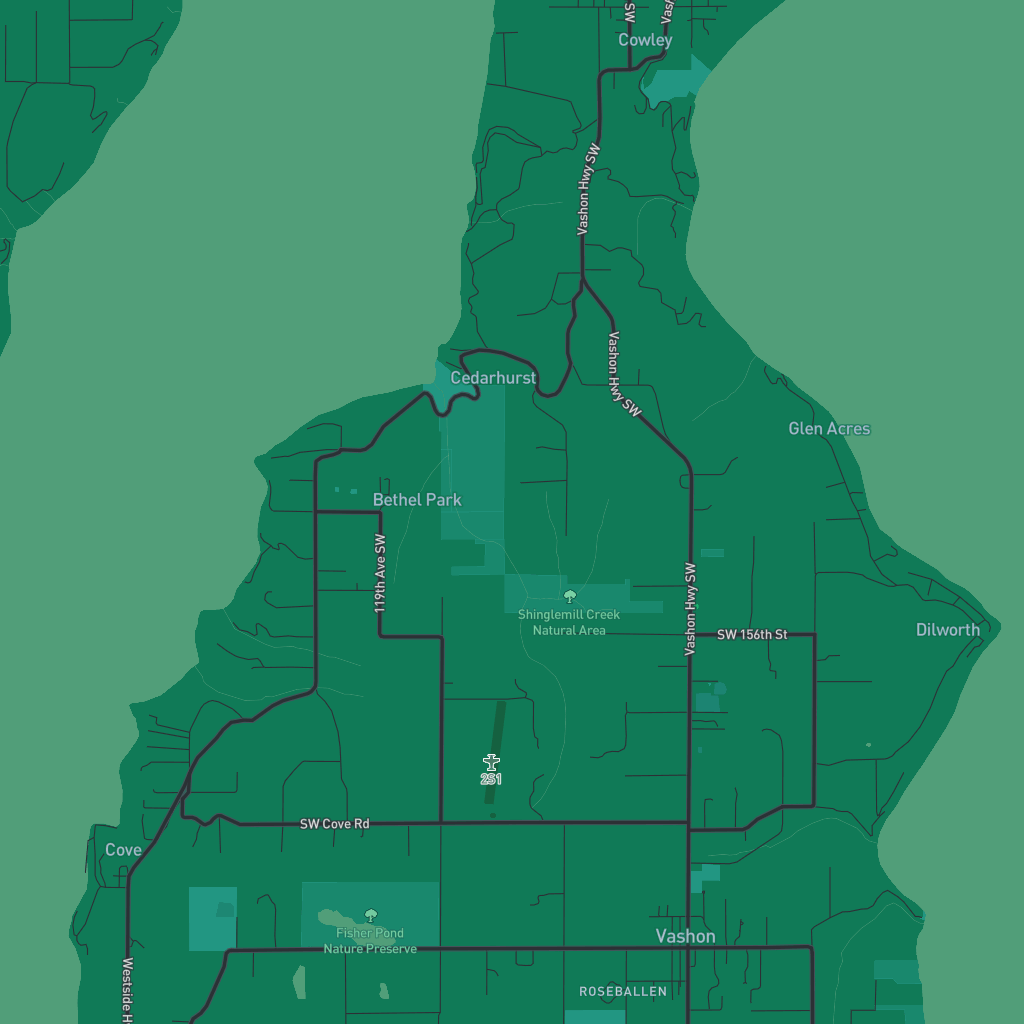 SW
Vas
Cowley
Vashon Hwy SW
Vashon Hwy SW
Cedarhurst
Glen Acres
Bethel Park
119th Ave SW
Vashon Hwy SW
Shinglemill Creek
Natural Area
SW 156th St
Dilworth
251
SW Cove Rd
Cove
Fisher Pond
Nature Preserve
Vashon
Westside H
ROSEBALLEN